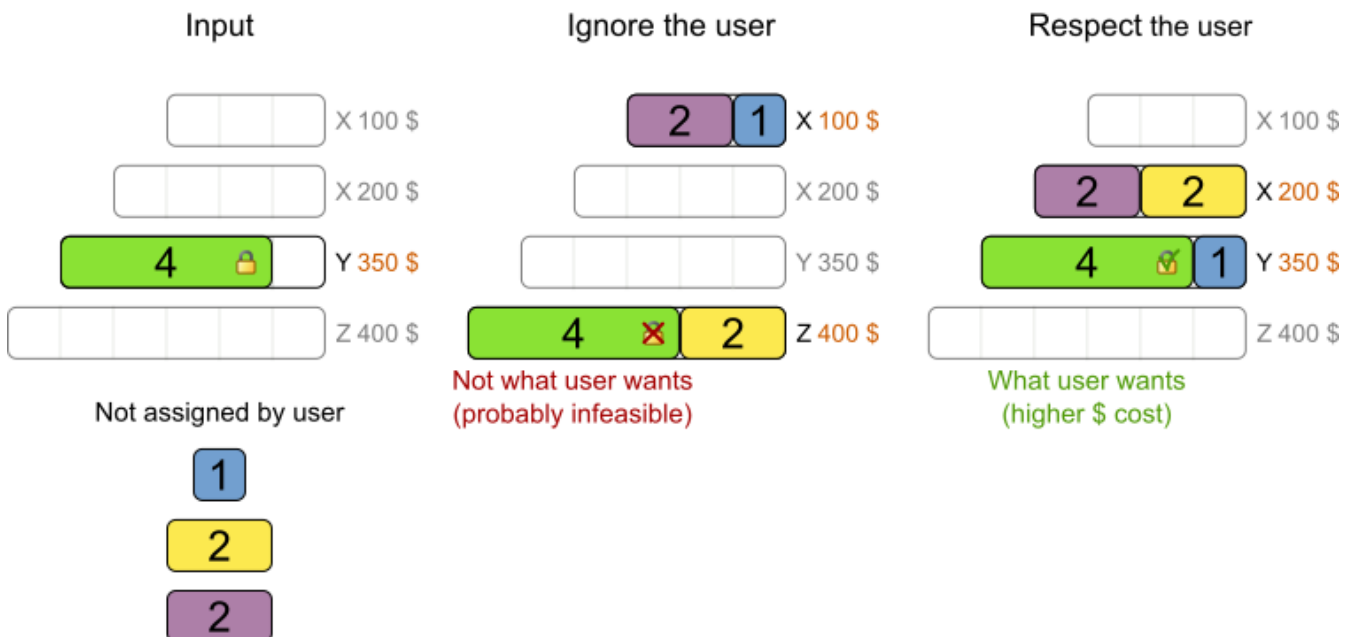 Input
Ignore the user
Respect the user
X 100 $
2 1 X 100 $
X 100 $
X 200 $
X 200 $
2 2 X 200 $
4 Y 350 $
Y 350 $
4 1 Y 350 $
Z 400 $
4 2 Z 400 $
Z 400 $
Not what user wants
(probably infeasible)
What user wants
(higher $ cost)
Not assigned by user
1
2
2